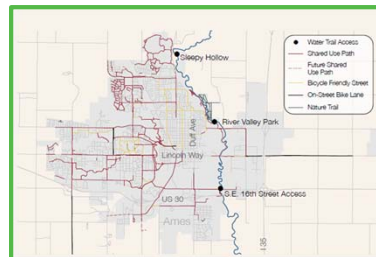 Water Trail Access
Shared Use Path
Future Shared
Use Path
Bicycle Friendly Street
On-Street Bike Lane
Nature Trail
Sleepy Hollow
Duff Ave
River Valley Park
Lincoln Way
S.E. 16th Street Access
US 30
Ames
I-35